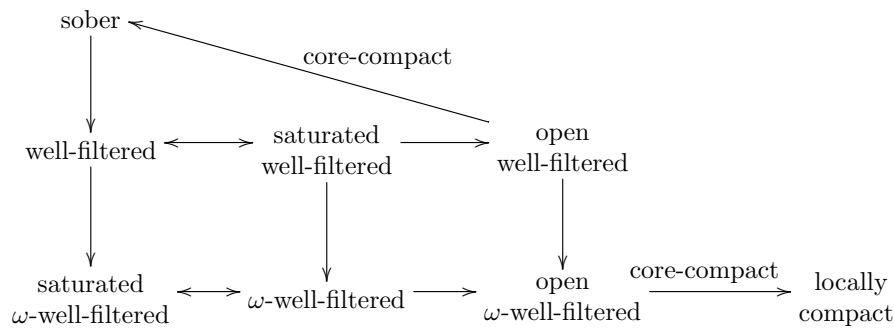 sober
core-compact
well-filtered
saturated
well-filtered
open
well-filtered
saturated
ω-well-filtered
ω-well-filtered
open
ω-well-filtered
core-compact
locally
compact